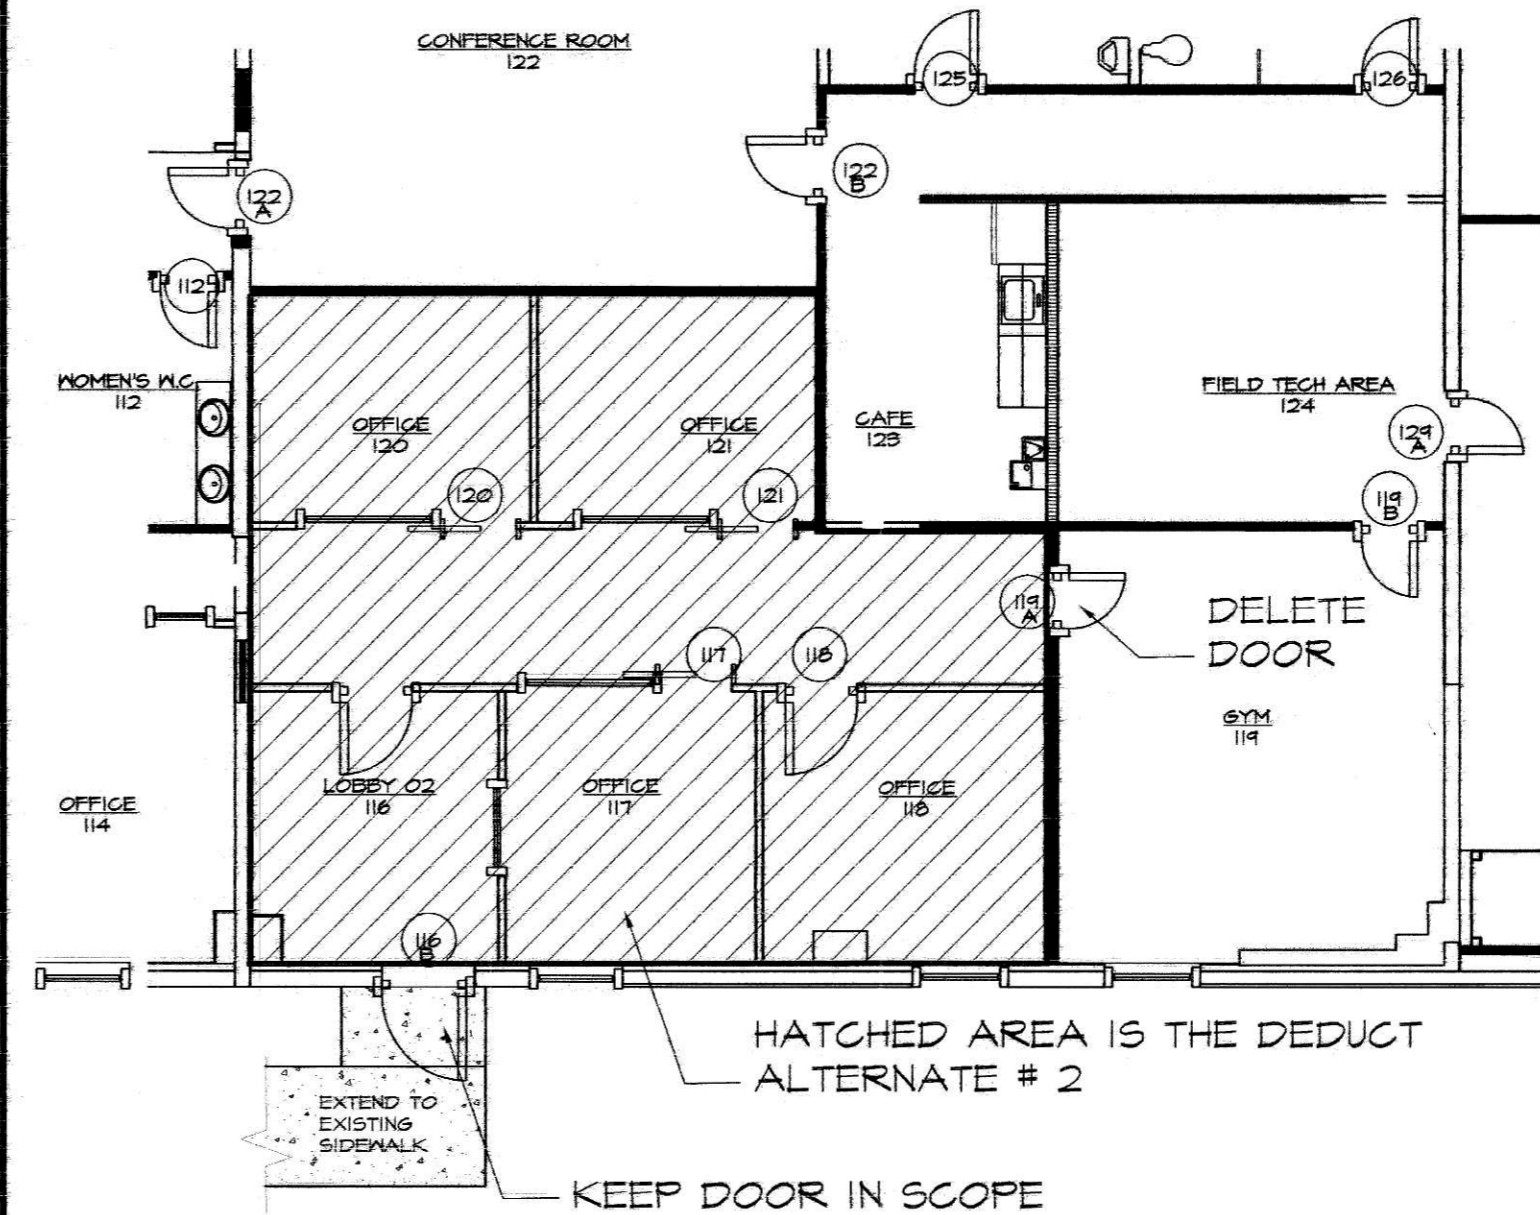 CONFERENCE ROOM
122
125
126
122
B
122
A
112
WOMEN'S W.C.
112
OFFICE
120
OFFICE
121
CAFE
123
FIELD TECH AREA
124
129
A
120
121
119
B
119
A
DELETE
DOOR
117
118
GYM
119
LOBBY 02
116
OFFICE
117
OFFICE
118
OFFICE
114
116
B
HATCHED AREA IS THE DEDUCT
ALTERNATE # 2
EXTEND TO
EXISTING
SIDEWALK
KEEP DOOR IN SCOPE